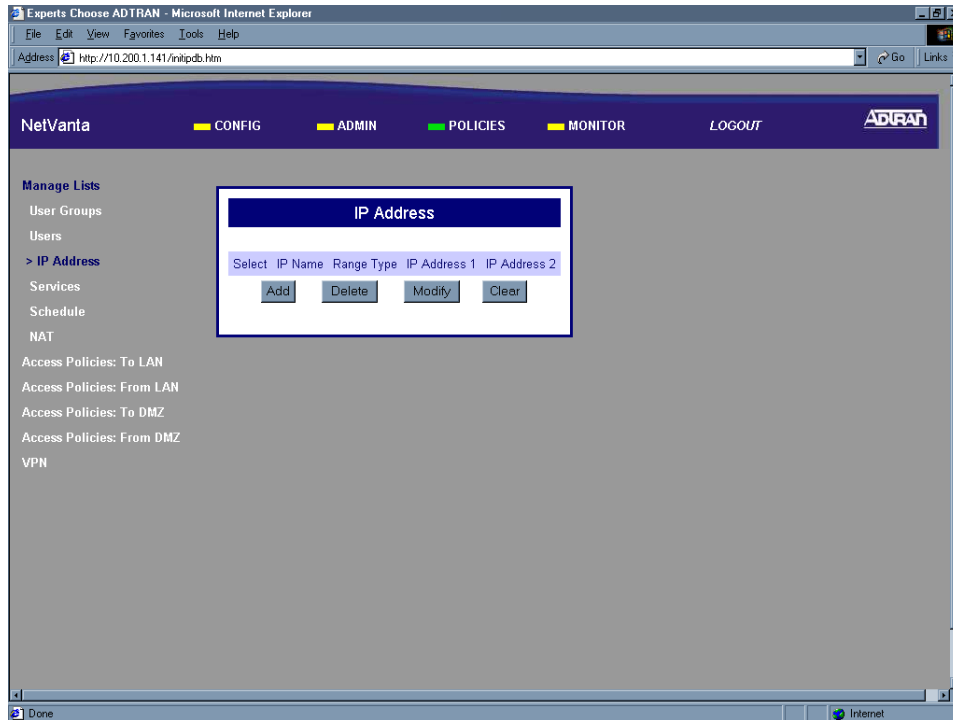 Experts Choose ADTRAN - Microsoft Internet Explorer
File Edit View Favorites Tools Help
Address http://10.200.1.141/initipdb.htm Go Links
NetVanta CONFIG ADMIN POLICIES MONITOR LOGOUT ADTRAN
Manage Lists
User Groups
Users
> IP Address
Services
Schedule
NAT
Access Policies: To LAN
Access Policies: From LAN
Access Policies: To DMZ
Access Policies: From DMZ
VPN
IP Address
Select IP Name Range Type IP Address 1 IP Address 2
Add Delete Modify Clear
Done Internet